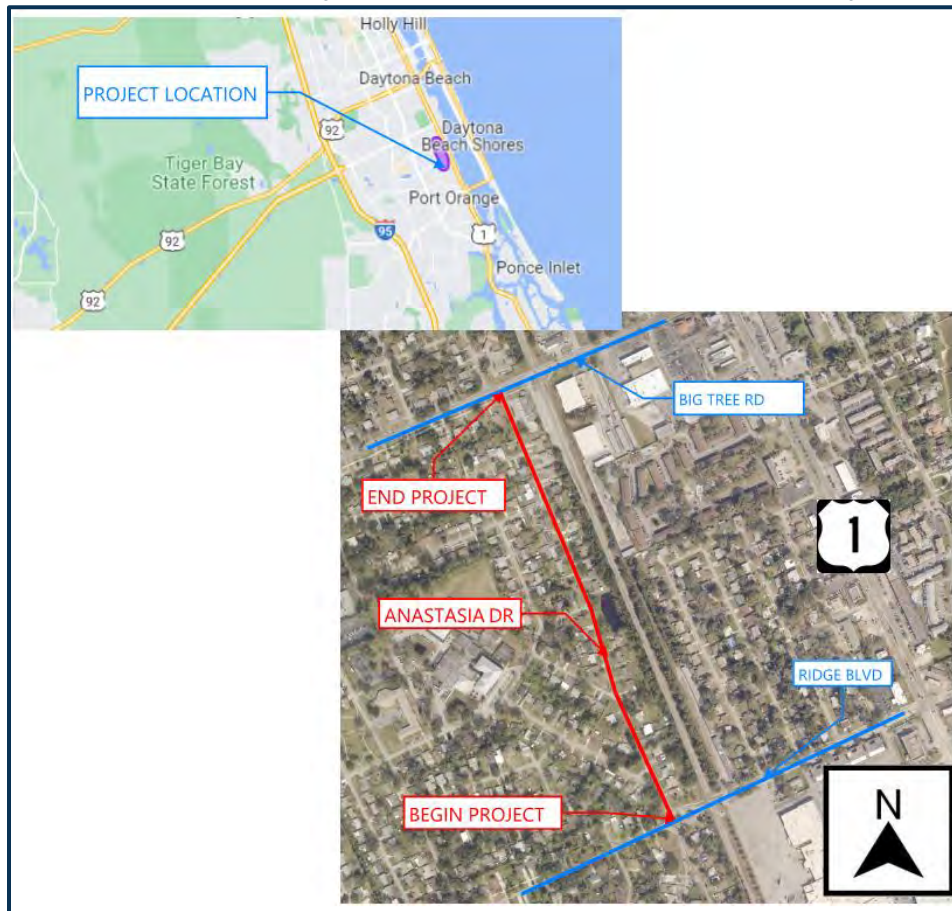 Holly Hill
Daytona Beach
PROJECT LOCATION
92
Daytona
Beach Shores
Tiger Bay
State Forest
Port Orange
95
1
92
Ponce Inlet
92
BIG TREE RD
END PROJECT
1
ANASTASIA DR
RIDGE BLVD
BEGIN PROJECT
N